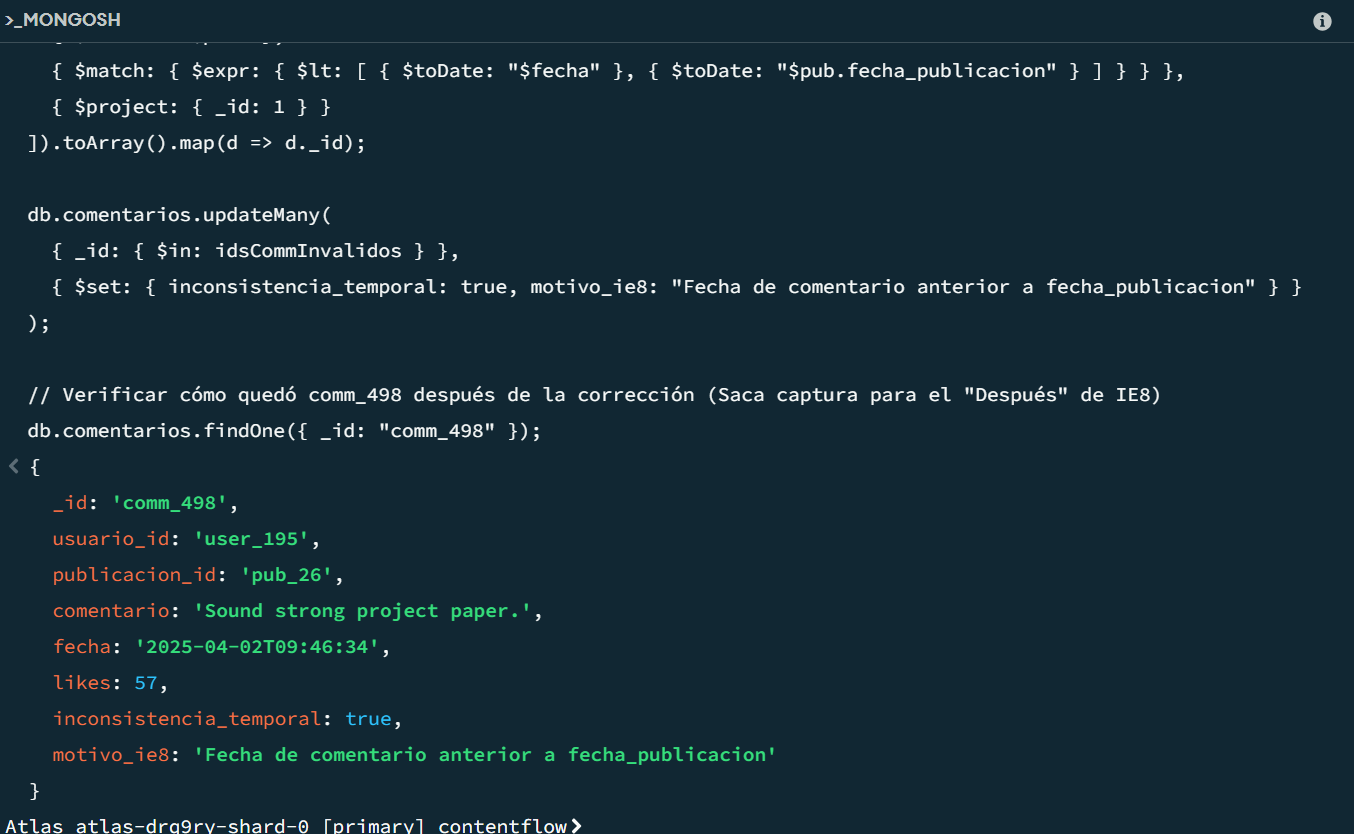 >_MONGOSH
{ $match: { $expr: { $lt: [ { $toDate: "$fecha" }, { $toDate: "$pub.fecha_publicacion" } ] } } },
{ $project: { _id: 1 } }
]).toArray().map(d => d._id);
db.comentarios.updateMany(
{ _id: { $in: idsCommInvalidos } },
{ $set: { inconsistencia_temporal: true, motivo_ie8: "Fecha de comentario anterior a fecha_publicacion" } }
);
// Verificar cómo quedó comm_498 después de la corrección (Saca captura para el "Después" de IE8)
db.comentarios.findOne({ _id: "comm_498" });
{
_id: 'comm_498',
usuario_id: 'user_195',
publicacion_id: 'pub_26',
comentario: 'Sound strong project paper.',
fecha: '2025-04-02T09:46:34',
likes: 57,
inconsistencia_temporal: true,
motivo_ie8: 'Fecha de comentario anterior a fecha_publicacion'
}
Atlas atlas-drq9ry-shard-0 [primary] contentflow>